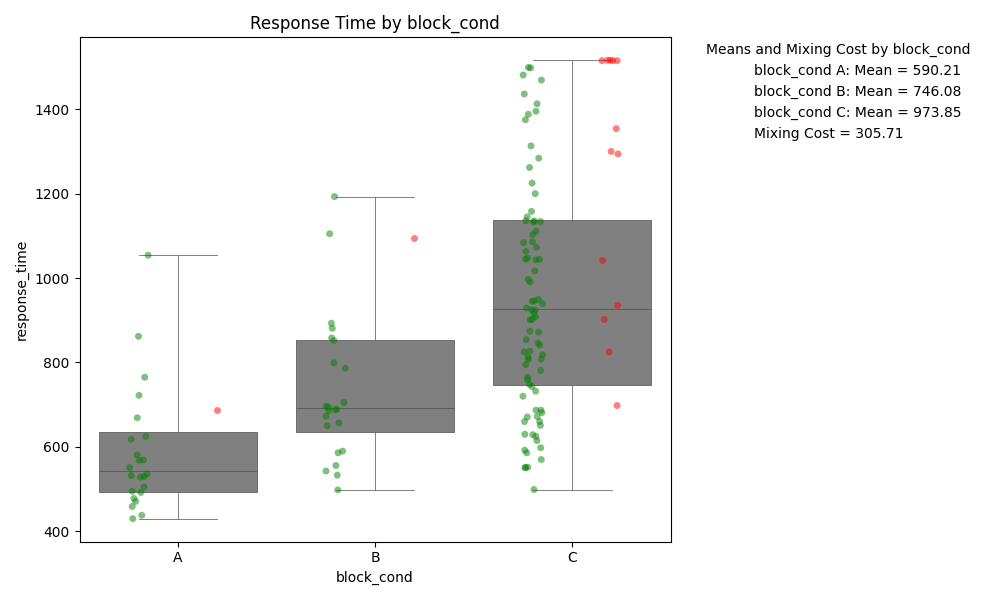 Response Time by block_cond
Means and Mixing Cost by block_cond
block_cond A: Mean = 590.21
block_cond B: Mean = 746.08
block_cond C: Mean = 973.85
Mixing Cost = 305.71
response_time
1400
1200
1000
800
600
400
A B C
block_cond